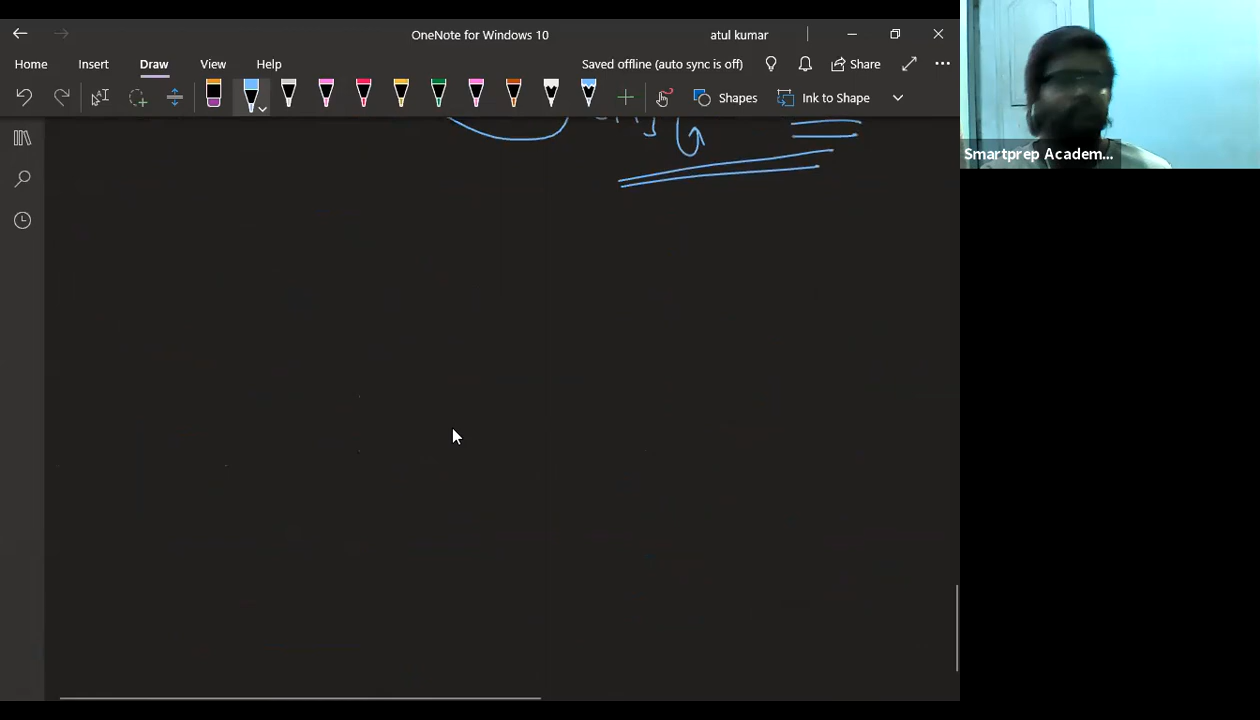 OneNote for Windows 10
atul kumar
Home Insert Draw View Help
Saved offline (auto sync is off)
Share
Shapes
Ink to Shape
Smartprep Academ...